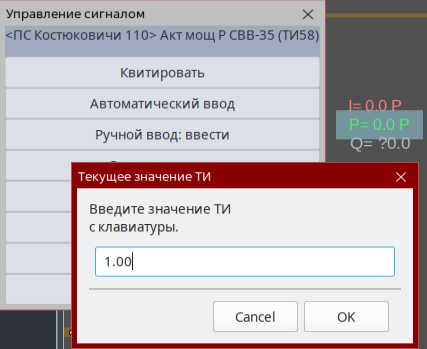 Управление сигналом
<ПС Костюковичи 110> Акт мощ P СВВ-35 (ТИ58)
Квитировать
Автоматический ввод
Ручной ввод: ввести
I= 0.0 P
P= 0.0 P
Q= ?0.0
Текущее значение ТИ
Введите значение ТИ
с клавиатуры.
1.00
Cancel
OK